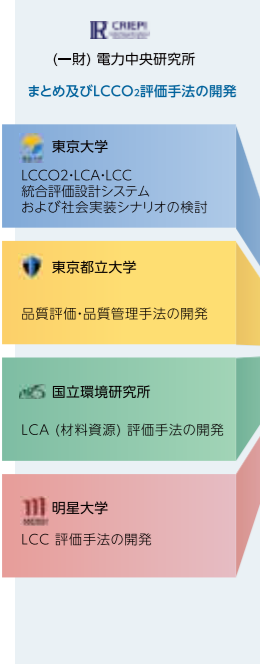 CRIEPI
(一財) 電力中央研究所
まとめ及びLCCO₂評価手法の開発
東京大学
LCCO2・LCA・LCC
統合評価設計システム
および社会実装シナリオの検討
東京都立大学
品質評価・品質管理手法の開発
国立環境研究所
LCA (材料資源) 評価手法の開発
明星大学
LCC 評価手法の開発